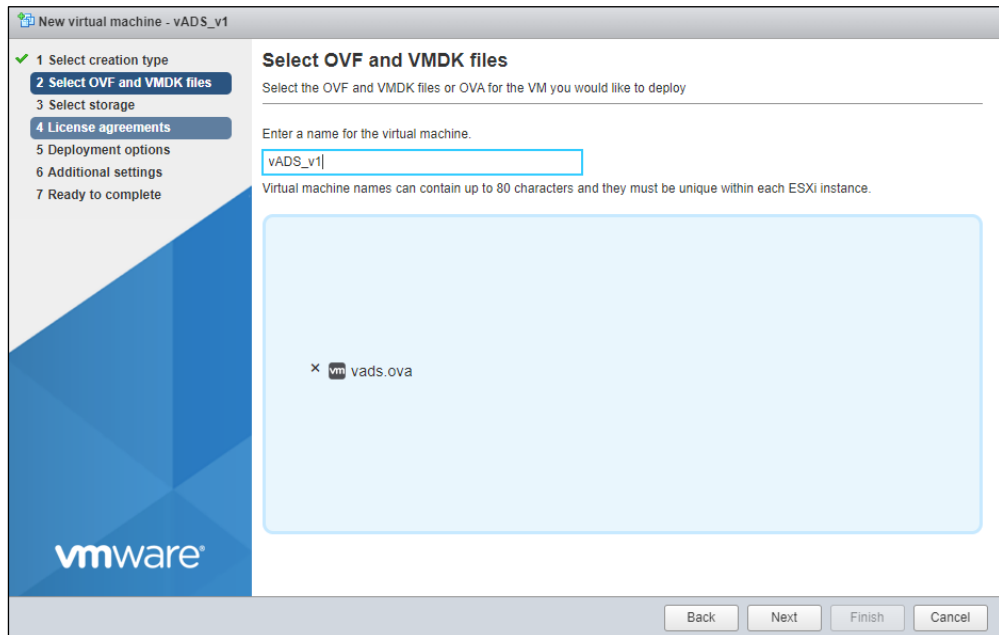 New virtual machine - vADS_v1
1 Select creation type
2 Select OVF and VMDK files
3 Select storage
4 License agreements
5 Deployment options
6 Additional settings
7 Ready to complete
vmware®
Select OVF and VMDK files
Select the OVF and VMDK files or OVA for the VM you would like to deploy
Enter a name for the virtual machine.
vADS_v1
Virtual machine names can contain up to 80 characters and they must be unique within each ESXi instance.
× vm vads.ova
Back Next Finish Cancel